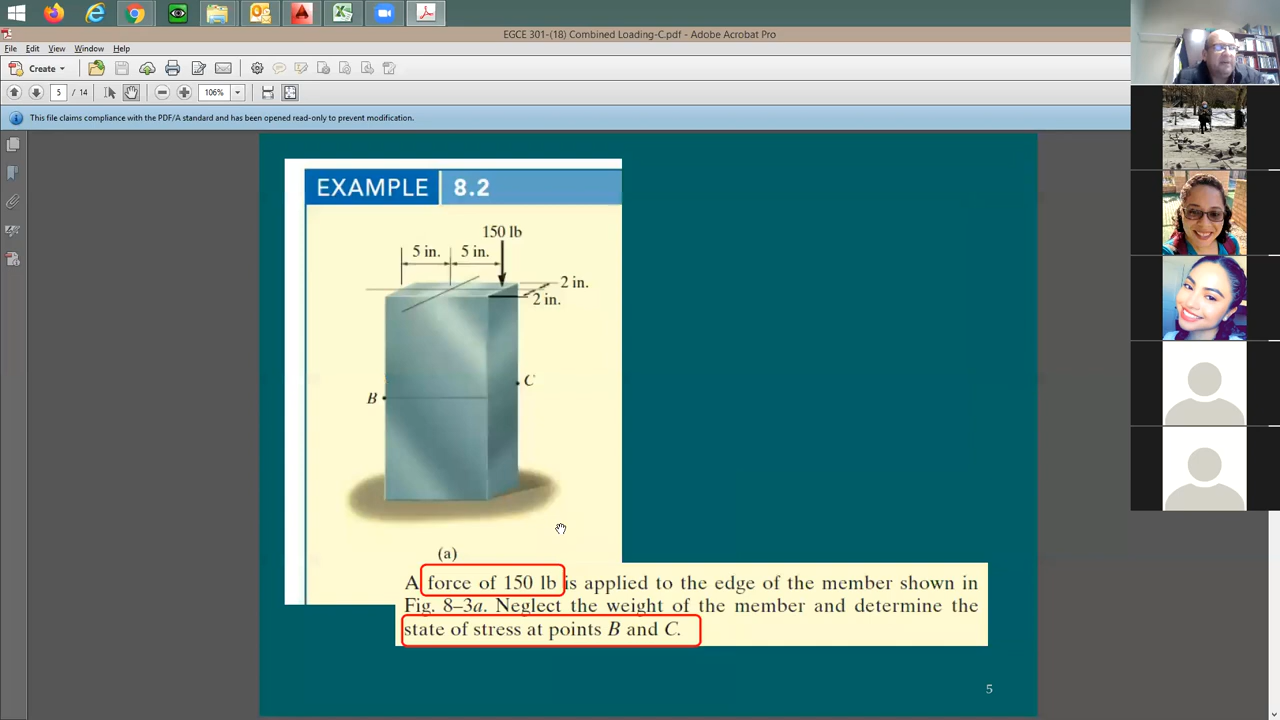 EGCE 301-(18) Combined Loading-C.pdf - Adobe Acrobat Pro
File Edit View Window Help
Create
5 / 14 106%
This file claims compliance with the PDF/A standard and has been opened read-only to prevent modification.
EXAMPLE 8.2
150 lb
5 in. 5 in.
2 in.
2 in.
C
B
(a)
A force of 150 lb is applied to the edge of the member shown in
Fig. 8–3a. Neglect the weight of the member and determine the
state of stress at points B and C.
5